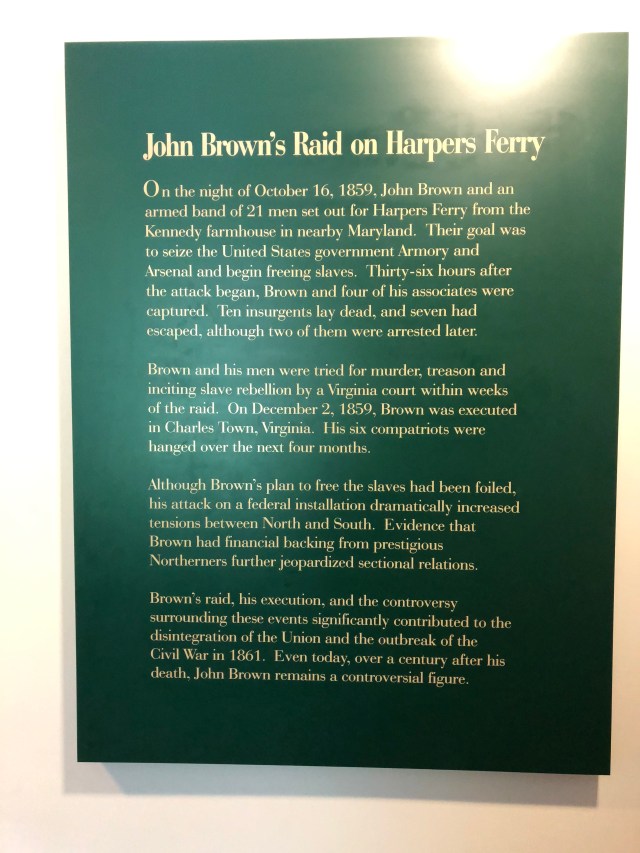 John Brown's Raid on Harpers Ferry
On the night of October 16, 1859, John Brown and an
armed band of 21 men set out for Harpers Ferry from the
Kennedy farmhouse in nearby Maryland. Their goal was
to seize the United States government Armory and
Arsenal and begin freeing slaves. Thirty-six hours after
the attack began, Brown and four of his associates were
captured. Ten insurgents lay dead, and seven had
escaped, although two of them were arrested later.
Brown and his men were tried for murder, treason and
inciting slave rebellion by a Virginia court within weeks
of the raid. On December 2, 1859, Brown was executed
in Charles Town, Virginia. His six compatriots were
hanged over the next four months.
Although Brown's plan to free the slaves had been foiled,
his attack on a federal installation dramatically increased
tensions between North and South. Evidence that
Brown had financial backing from prestigious
Northerners further jeopardized sectional relations.
Brown's raid, his execution, and the controversy
surrounding these events significantly contributed to the
disintegration of the Union and the outbreak of the
Civil War in 1861. Even today, over a century after his
death, John Brown remains a controversial figure.